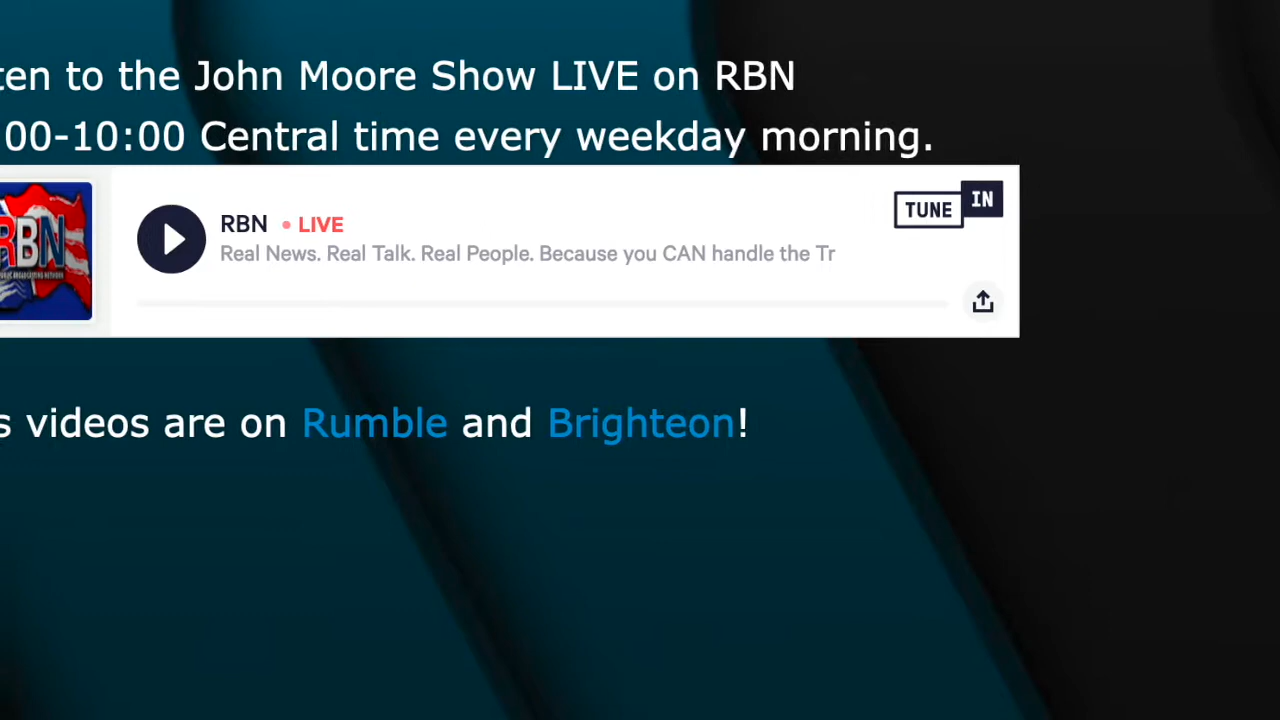 ten to the John Moore Show LIVE on RBN
:00-10:00 Central time every weekday morning.
TUNE IN
RBN • LIVE
RBN
Real News. Real Talk. Real People. Because you CAN handle the Tr
s videos are on Rumble and Brighteon!